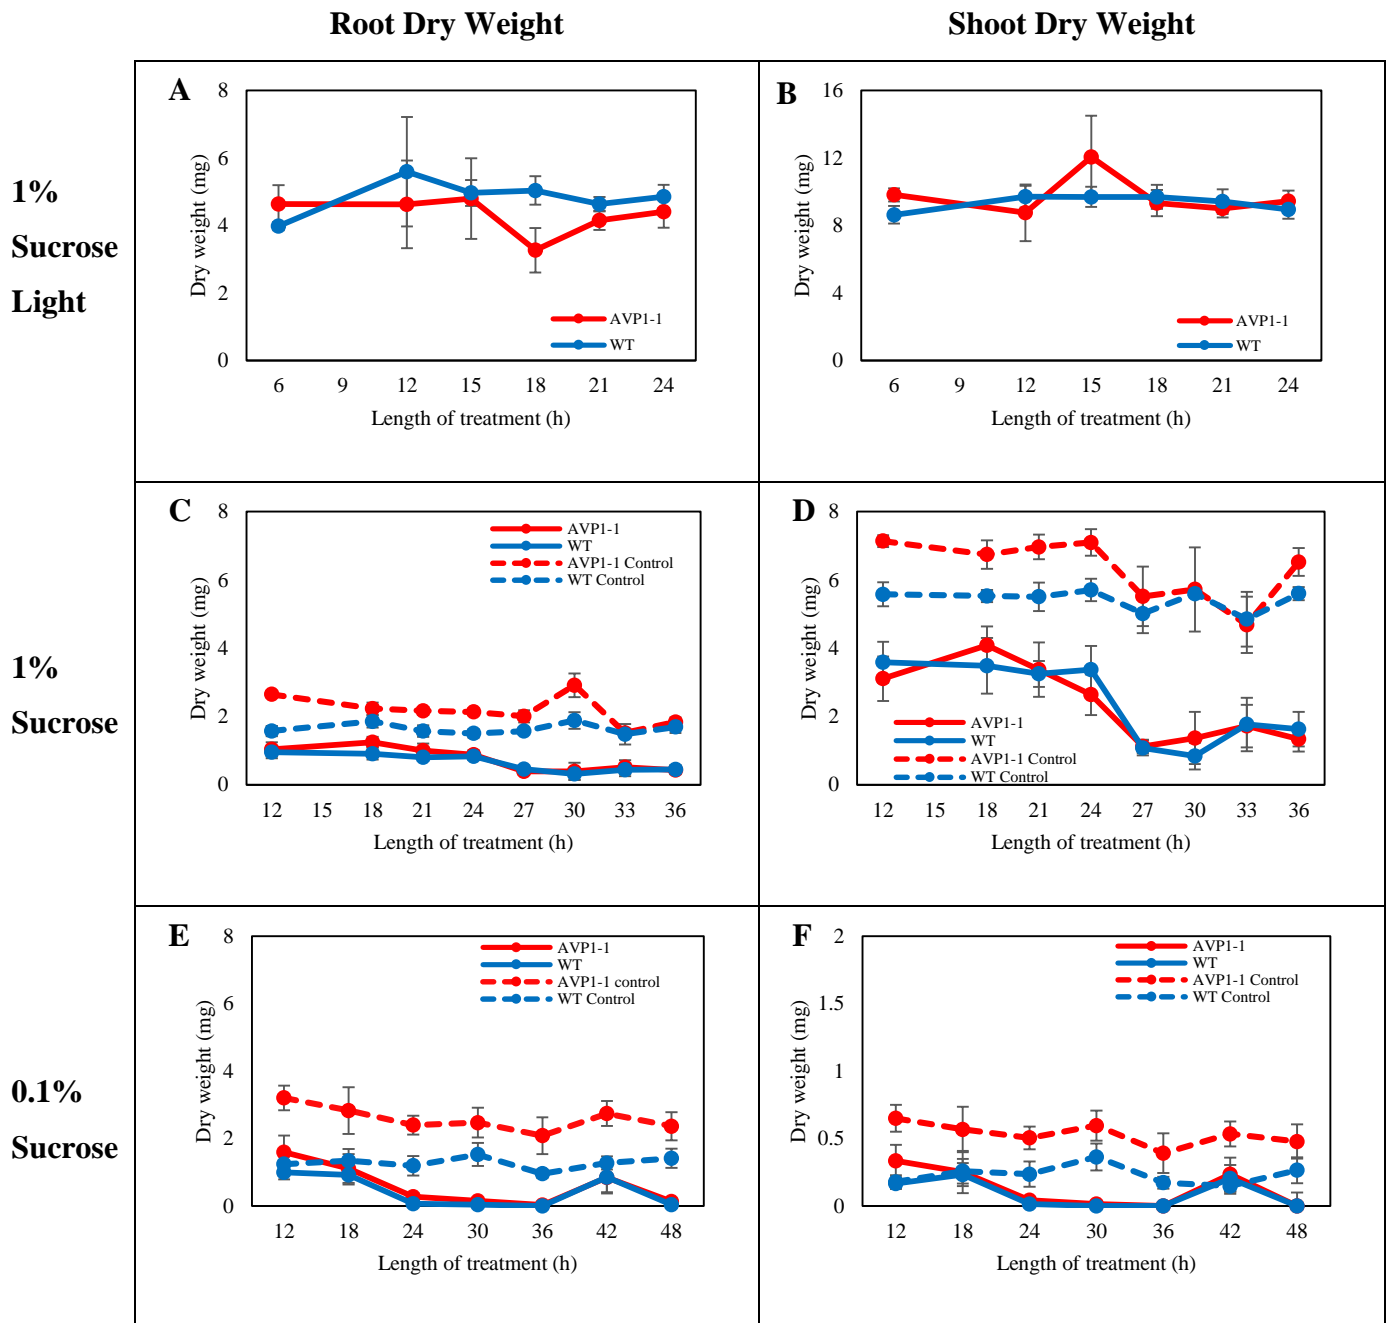 Root Dry Weight
Shoot Dry Weight
1%
Sucrose
Light
A
Dry weight (mg)
8
6
4
2
0
AVP1-1
WT
6 9 12 15 18 21 24
Length of treatment (h)
B
Dry weight (mg)
16
12
8
4
0
AVP1-1
WT
6 9 12 15 18 21 24
Length of treatment (h)
1%
Sucrose
C
Dry weight (mg)
8
6
4
2
0
AVP1-1
WT
AVP1-1 Control
WT Control
12 15 18 21 24 27 30 33 36
Length of treatment (h)
D
Dry weight (mg)
8
6
4
2
0
AVP1-1
WT
AVP1-1 Control
WT Control
12 15 18 21 24 27 30 33 36
Length of treatment (h)
0.1%
Sucrose
E
Dry weight (mg)
8
6
4
2
0
AVP1-1
WT
AVP1-1 control
WT Control
12 18 24 30 36 42 48
Length of treatment (h)
F
Dry weight (mg)
2
1.5
1
0.5
0
AVP1-1
WT
AVP1-1 Control
WT Control
12 18 24 30 36 42 48
Length of treatment (h)